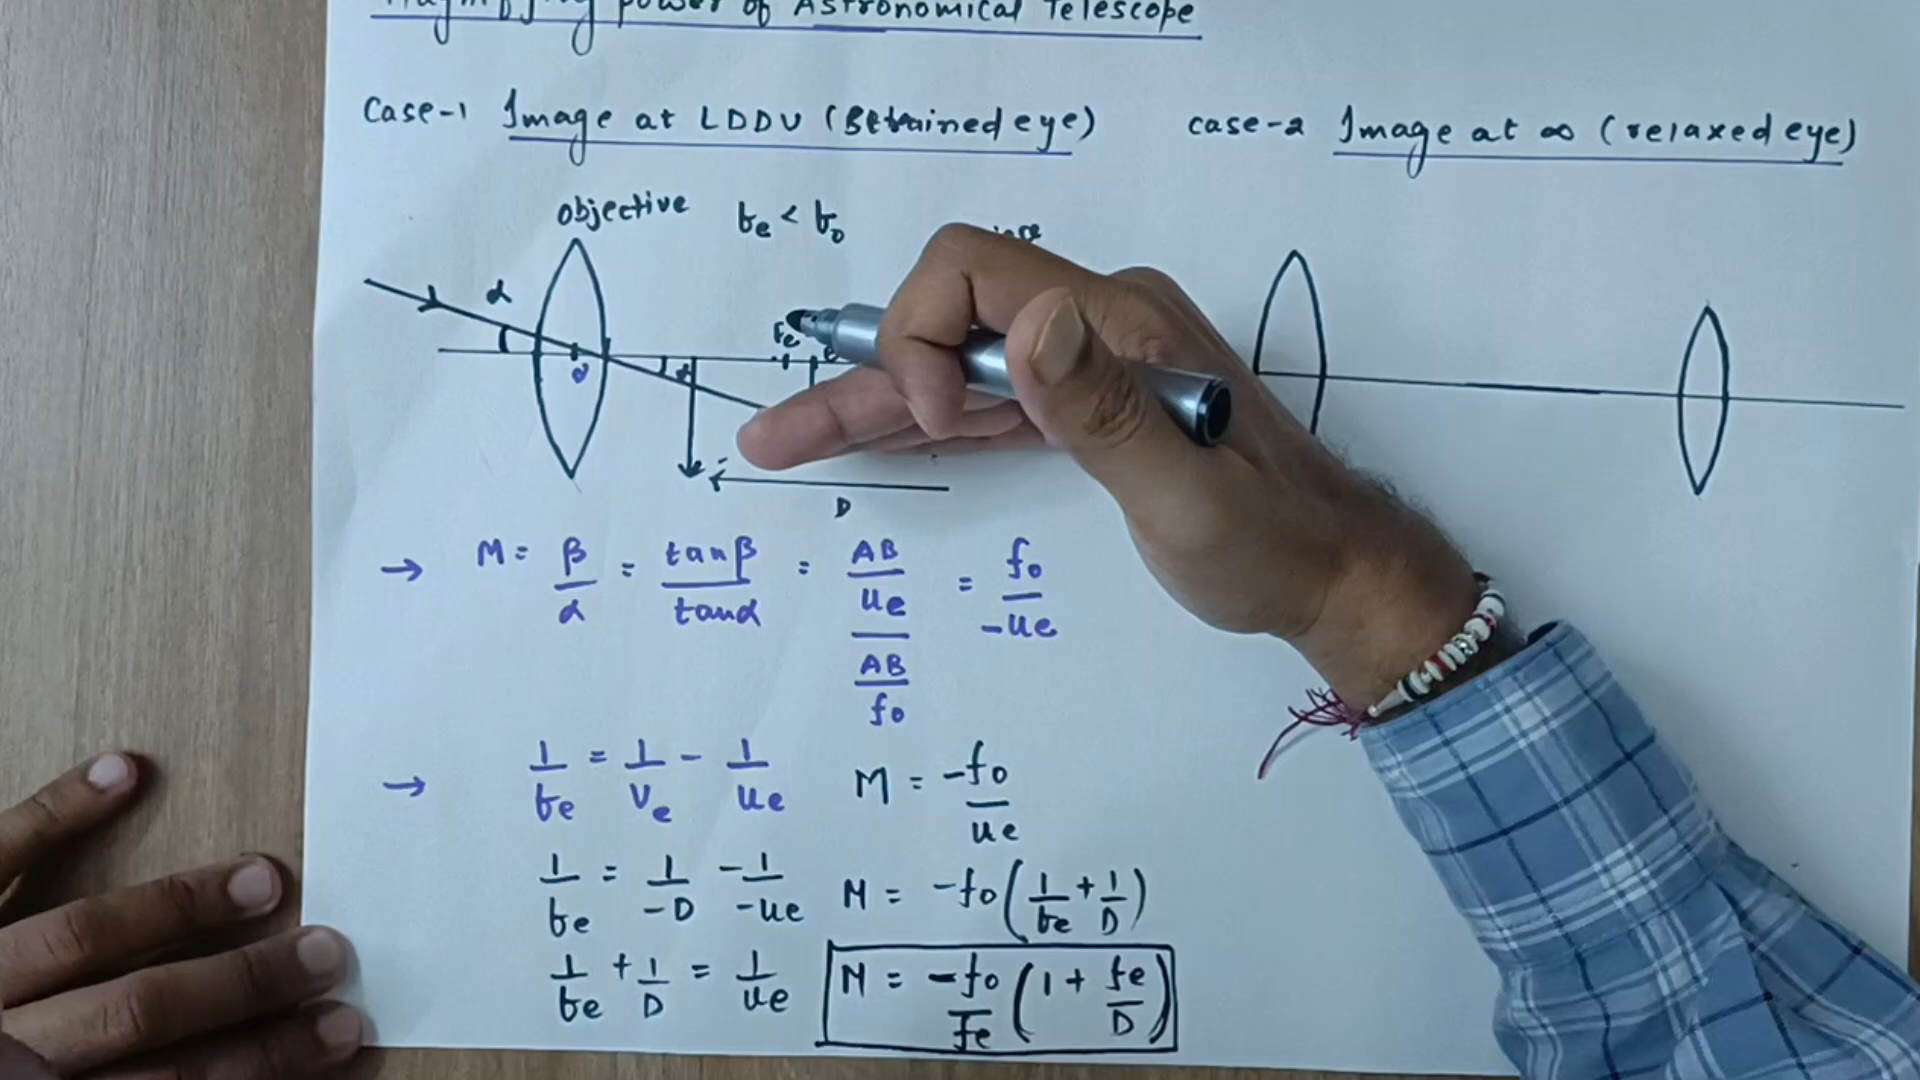 Magnifying power of Astronomical Telescope
Case-1 Image at LDDV (Strained eye)
case-2 Image at ∞ (relaxed eye)
objective
fe < fo
α
Fe
O
α
D
→ M = β/α = tanβ/tanα = (AB/ue)/(AB/fo) = fo/-ue
→ 1/fe = 1/Ve - 1/ue
M = -fo/ue
1/fe = 1/-D - 1/-ue
M = -fo(1/fe + 1/D)
1/fe + 1/D = 1/ue
M = -fo/fe (1 + fe/D)